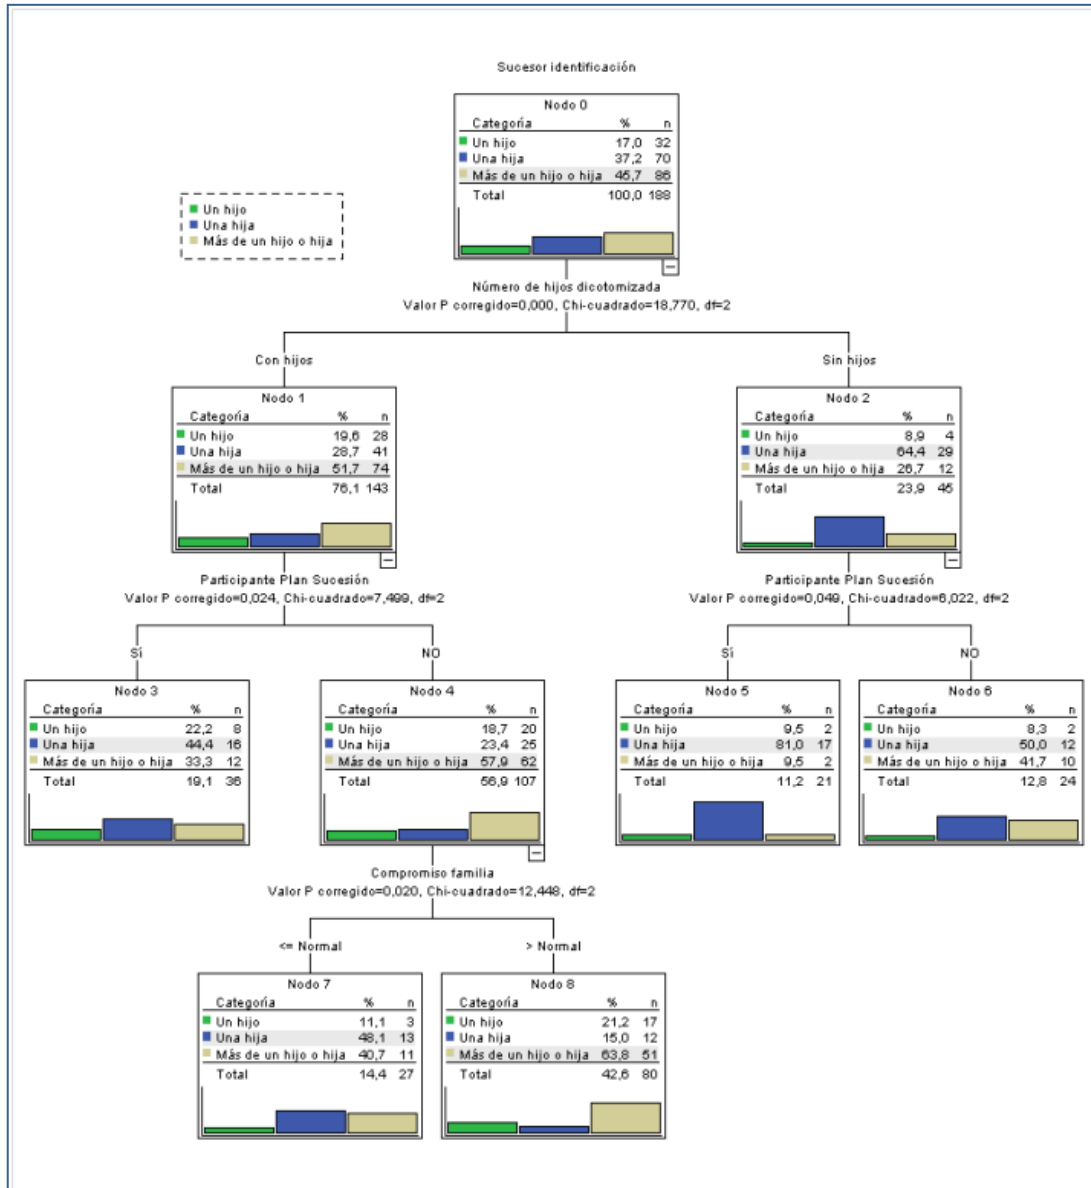 Sucesor identificación
Nodo 0
Categoría % n
Un hijo 17,0 32
Una hija 37,2 70
Más de un hijo o hija 45,7 86
Total 100,0 188
Un hijo
Una hija
Más de un hijo o hija
Número de hijos dicotomizada
Valor P corregido=0,000, Chi-cuadrado=18,770, df=2
Con hijos
Sin hijos
Nodo 1
Categoría % n
Un hijo 19,6 28
Una hija 28,7 41
Más de un hijo o hija 51,7 74
Total 76,1 143
Nodo 2
Categoría % n
Un hijo 8,9 4
Una hija 64,4 29
Más de un hijo o hija 26,7 12
Total 23,9 45
Participante Plan Sucesión
Valor P corregido=0,024, Chi-cuadrado=7,499, df=2
Participante Plan Sucesión
Valor P corregido=0,049, Chi-cuadrado=6,022, df=2
Sí
NO
Sí
NO
Nodo 3
Categoría % n
Un hijo 22,2 8
Una hija 44,4 16
Más de un hijo o hija 33,3 12
Total 19,1 36
Nodo 4
Categoría % n
Un hijo 18,7 20
Una hija 23,4 25
Más de un hijo o hija 57,9 62
Total 56,9 107
Nodo 5
Categoría % n
Un hijo 9,5 2
Una hija 81,0 17
Más de un hijo o hija 9,5 2
Total 11,2 21
Nodo 6
Categoría % n
Un hijo 8,3 2
Una hija 50,0 12
Más de un hijo o hija 41,7 10
Total 12,8 24
Compromiso familia
Valor P corregido=0,020, Chi-cuadrado=12,448, df=2
<= Normal
> Normal
Nodo 7
Categoría % n
Un hijo 11,1 3
Una hija 48,1 13
Más de un hijo o hija 40,7 11
Total 14,4 27
Nodo 8
Categoría % n
Un hijo 21,2 17
Una hija 15,0 12
Más de un hijo o hija 63,8 51
Total 42,6 80